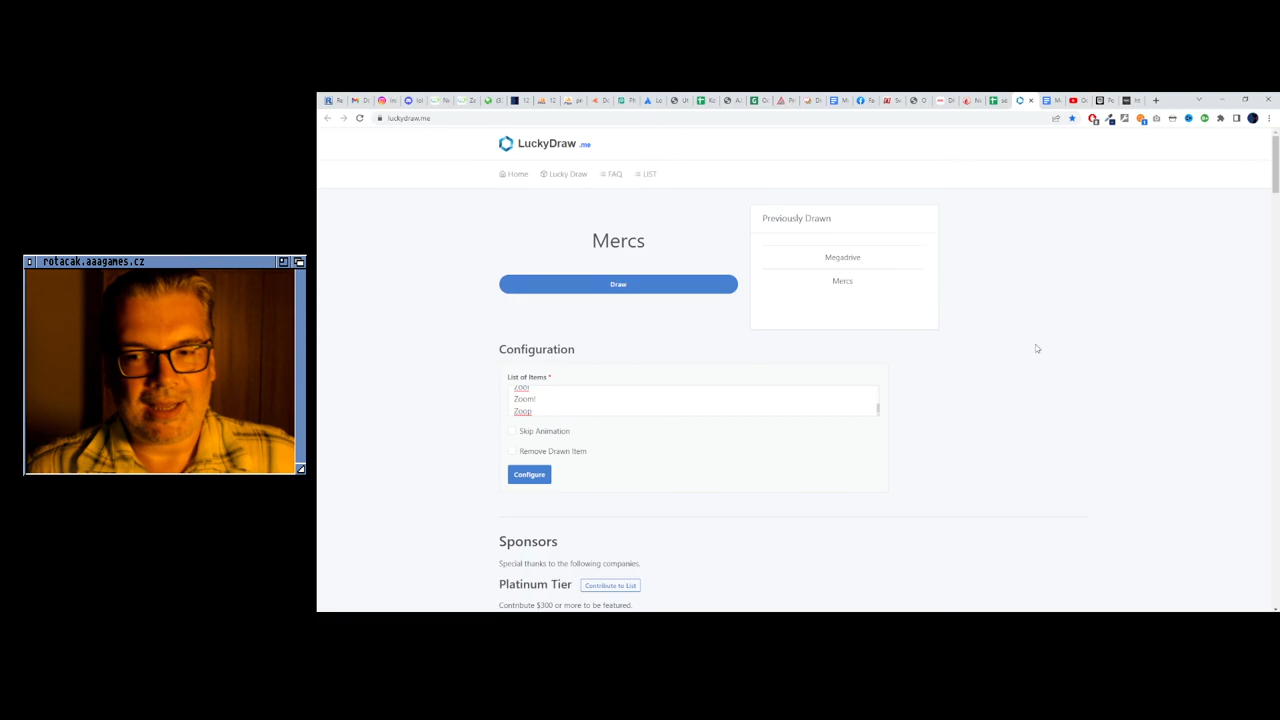 luckydraw.me
LuckyDraw .me
Home
Lucky Draw
FAQ
LIST
Mercs
Previously Drawn
Megadrive
Draw
Mercs
Configuration
List of Items *
rotacak.aaagames.cz
Zool
Zoom!
Zoop
Skip Animation
Remove Drawn Item
Configure
Sponsors
Special thanks to the following companies.
Platinum Tier
Contribute to List
Contribute $300 or more to be featured.